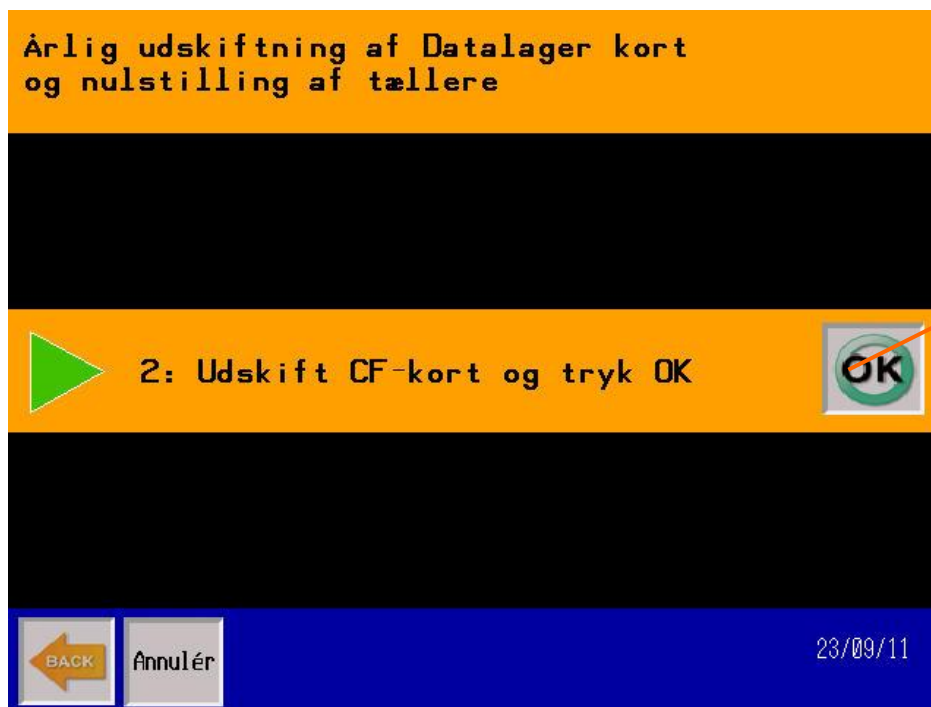 Årlig udskiftning af Datalager kort
og nulstilling af tællere
2: Udskift CF-kort og tryk OK
OK
BACK
Annulér
23/09/11